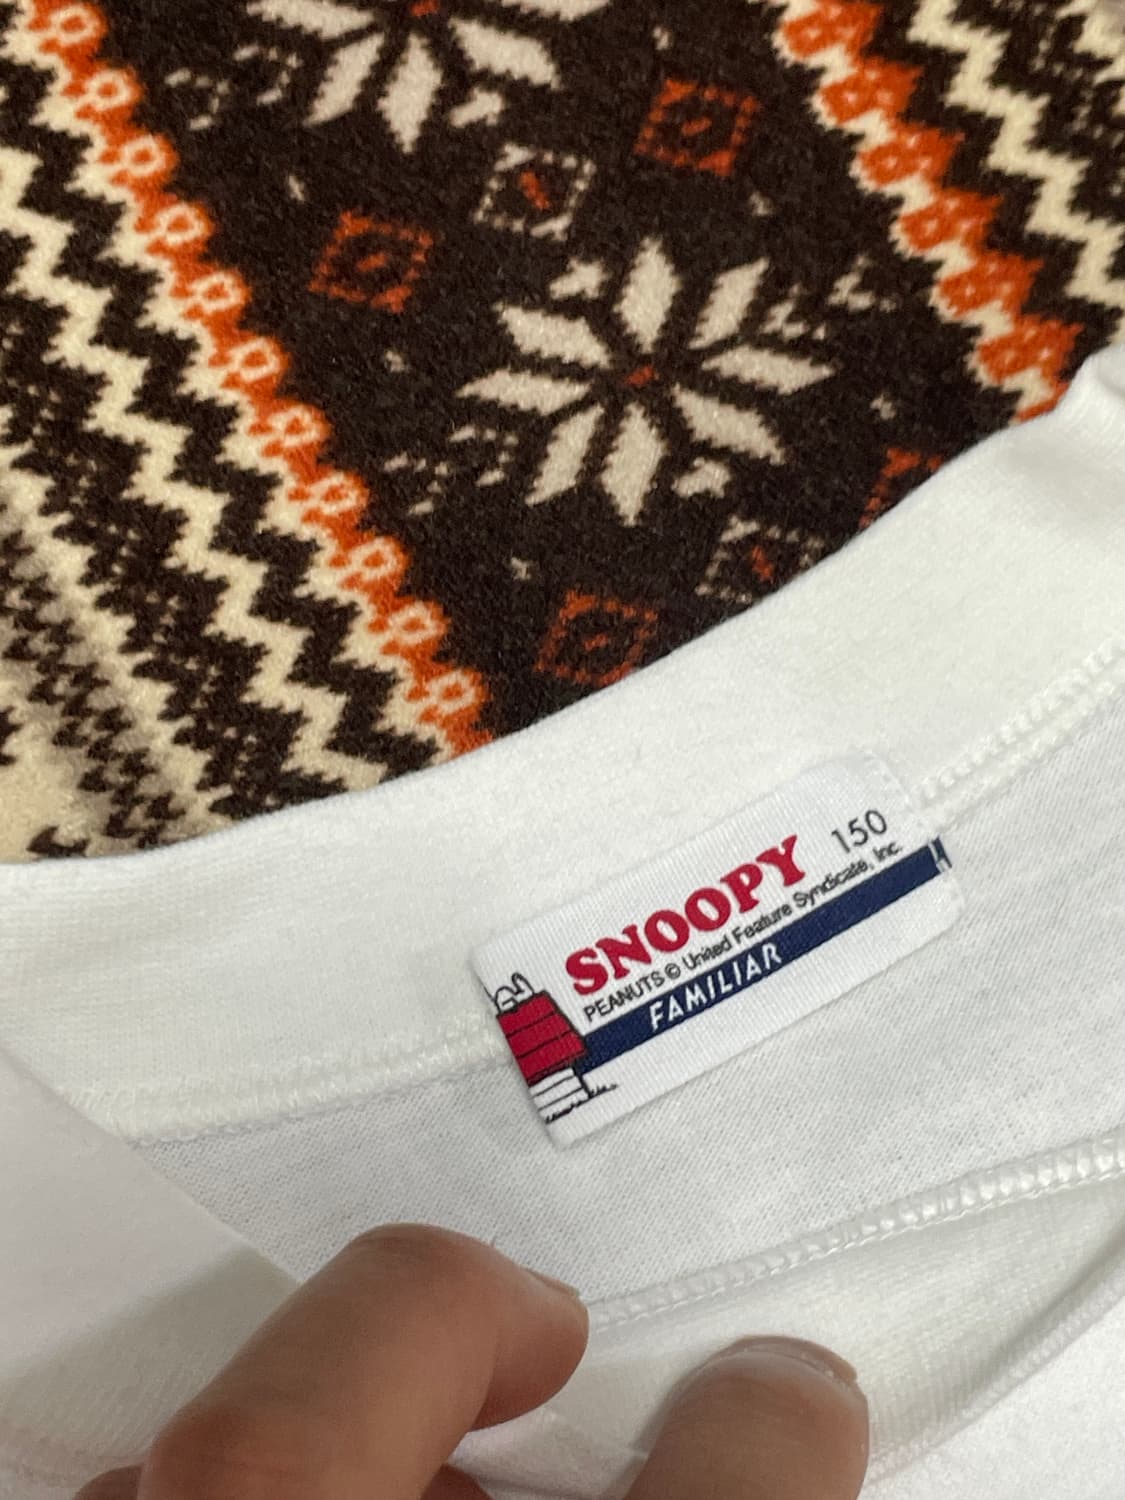 SNOOPY 150
PEANUTS © United Feature Syndicate, Inc.
FAMILIAR